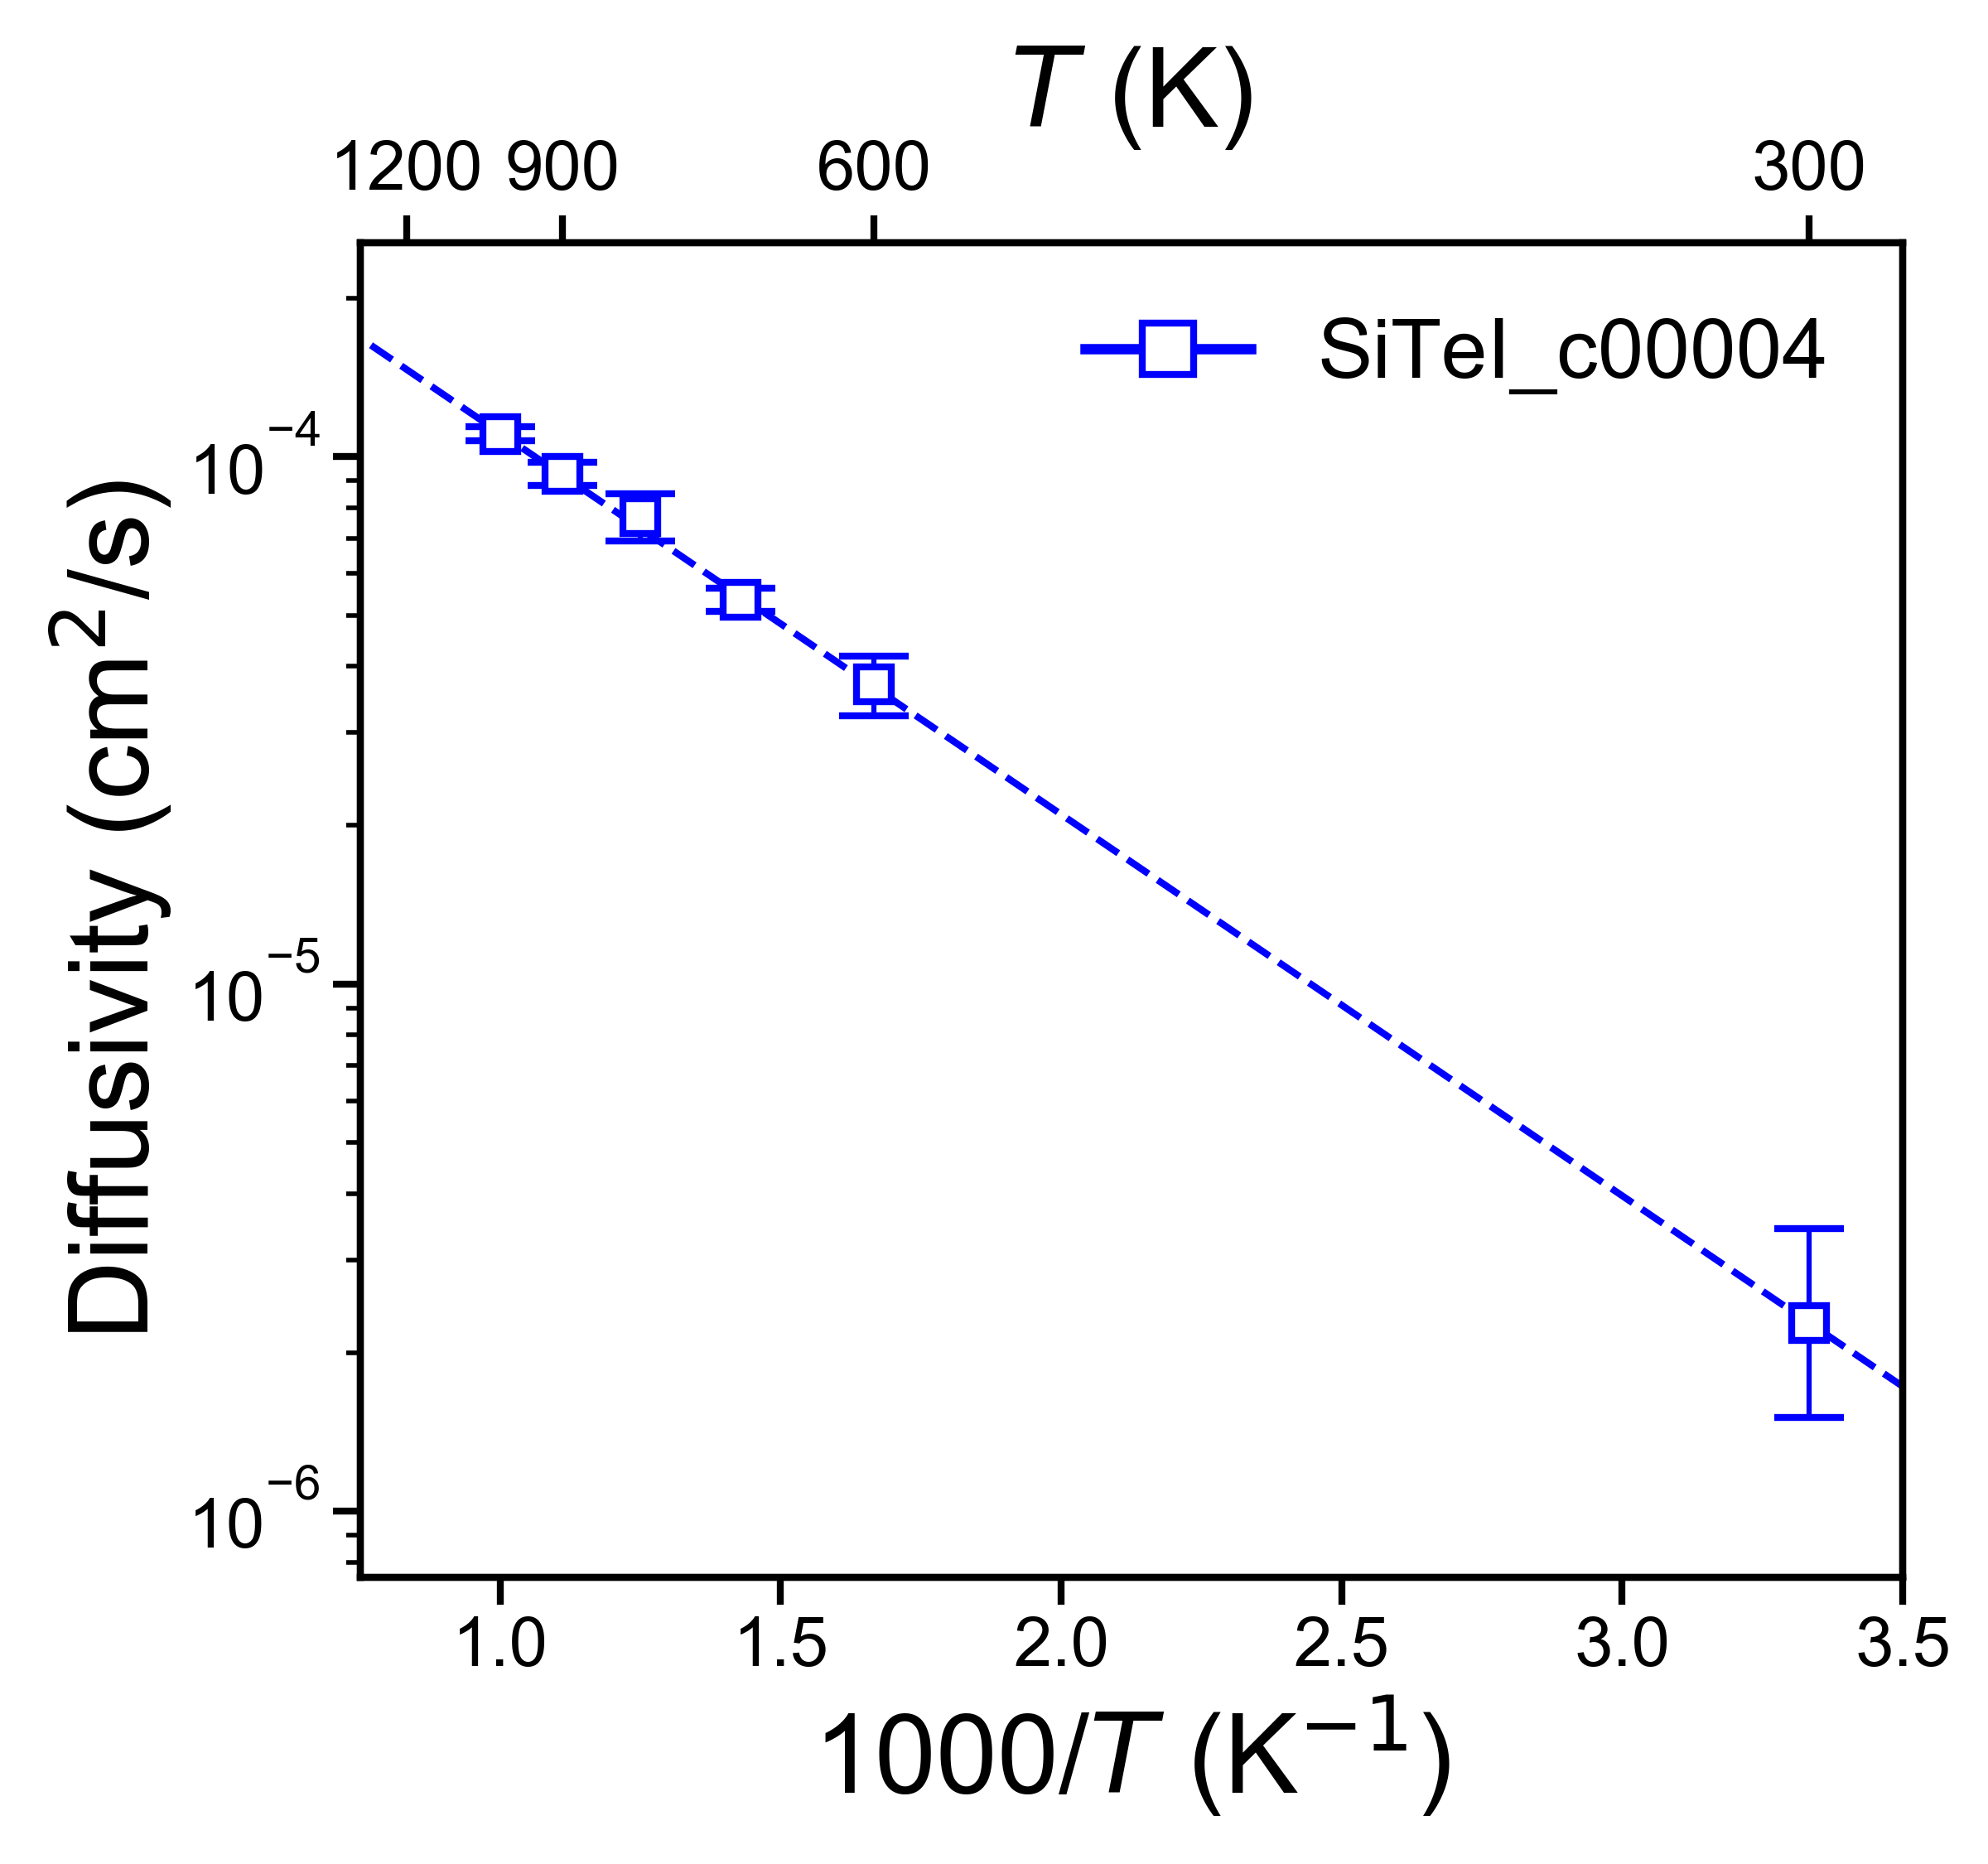 T (K)
1200 900 600 300
SiTel_c00004
Diffusivity (cm²/s)
10⁻⁴
10⁻⁵
10⁻⁶
1.0 1.5 2.0 2.5 3.0 3.5
1000/T (K⁻¹)